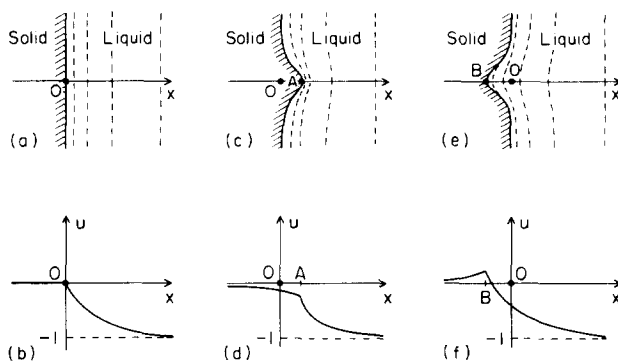 Solid Liquid
O
x
(a)
Solid Liquid
O A
x
(c)
Solid Liquid
B O
x
(e)
u
O
x
-1
(b)
u
O A
x
-1
(d)
u
O
x
B
-1
(f)